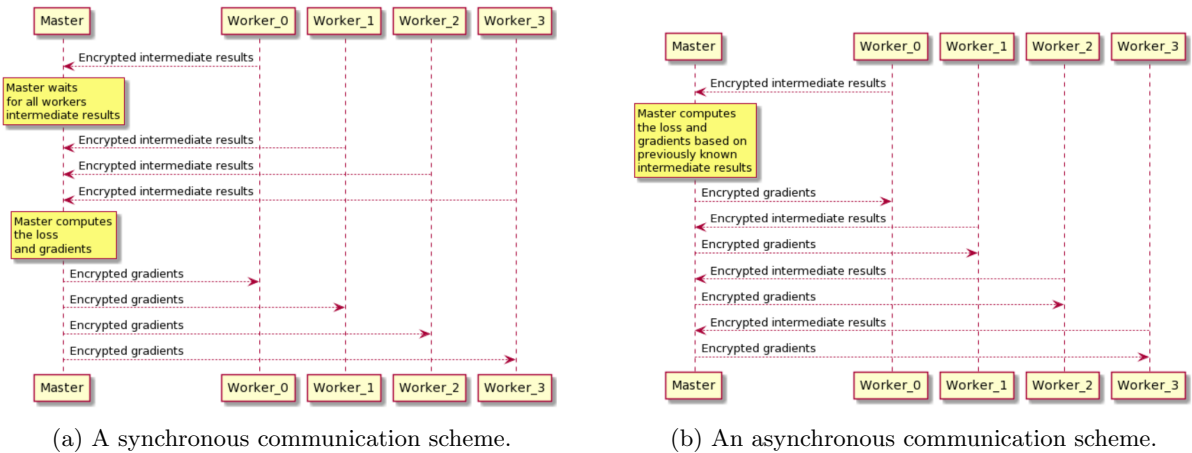 Master Worker_0 Worker_1 Worker_2 Worker_3
Encrypted intermediate results
Master waits
for all workers
intermediate results
Encrypted intermediate results
Encrypted intermediate results
Encrypted intermediate results
Master computes
the loss
and gradients
Encrypted gradients
Encrypted gradients
Encrypted gradients
Encrypted gradients
Master Worker_0 Worker_1 Worker_2 Worker_3
(a) A synchronous communication scheme.
Master Worker_0 Worker_1 Worker_2 Worker_3
Encrypted intermediate results
Master computes
the loss and
gradients based on
previously known
intermediate results
Encrypted gradients
Encrypted intermediate results
Encrypted gradients
Encrypted intermediate results
Encrypted gradients
Encrypted intermediate results
Encrypted gradients
Master Worker_0 Worker_1 Worker_2 Worker_3
(b) An asynchronous communication scheme.